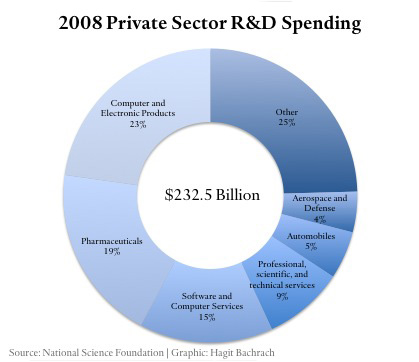 2008 Private Sector R&D Spending
Other
25%
Aerospace and
Defense
4%
Automobiles
5%
Professional,
scientific, and
technical services
9%
Software and
Computer Services
15%
Pharmaceuticals
19%
Computer and
Electronic Products
23%
$232.5 Billion
Source: National Science Foundation | Graphic: Hagit Bachrach